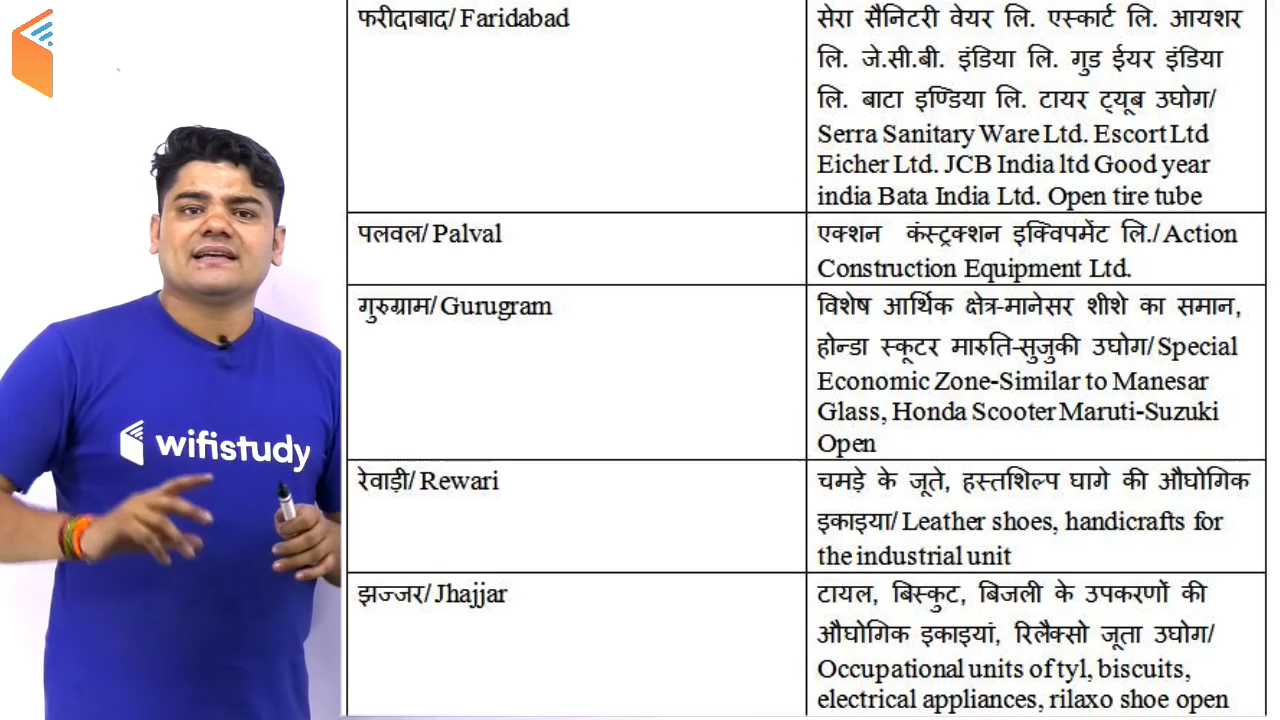 wifistudy
फरीदाबाद/ Faridabad
सेरा सैनिटरी वेयर लि. एस्कार्ट लि. आयशर
लि. जे.सी.बी. इंडिया लि. गुड ईयर इंडिया
लि. बाटा इण्डिया लि. टायर ट्यूब उघोग/
Serra Sanitary Ware Ltd. Escort Ltd
Eicher Ltd. JCB India ltd Good year
india Bata India Ltd. Open tire tube
पलवल/ Palval
एक्शन कंस्ट्रक्शन इक्विपमेंट लि./ Action
Construction Equipment Ltd.
गुरुग्राम/ Gurugram
विशेष आर्थिक क्षेत्र-मानेसर शीशे का समान,
होन्डा स्कूटर मारुति-सुजुकी उघोग/ Special
Economic Zone-Similar to Manesar
Glass, Honda Scooter Maruti-Suzuki
Open
रेवाड़ी/ Rewari
चमड़े के जूते, हस्तशिल्प घागे की औघोगिक
इकाइया/ Leather shoes, handicrafts for
the industrial unit
झज्जर/ Jhajjar
टायल, बिस्कुट, बिजली के उपकरणों की
औघोगिक इकाइयां, रिलैक्सो जूता उघोग/
Occupational units of tyl, biscuits,
electrical appliances, rilaxo shoe open